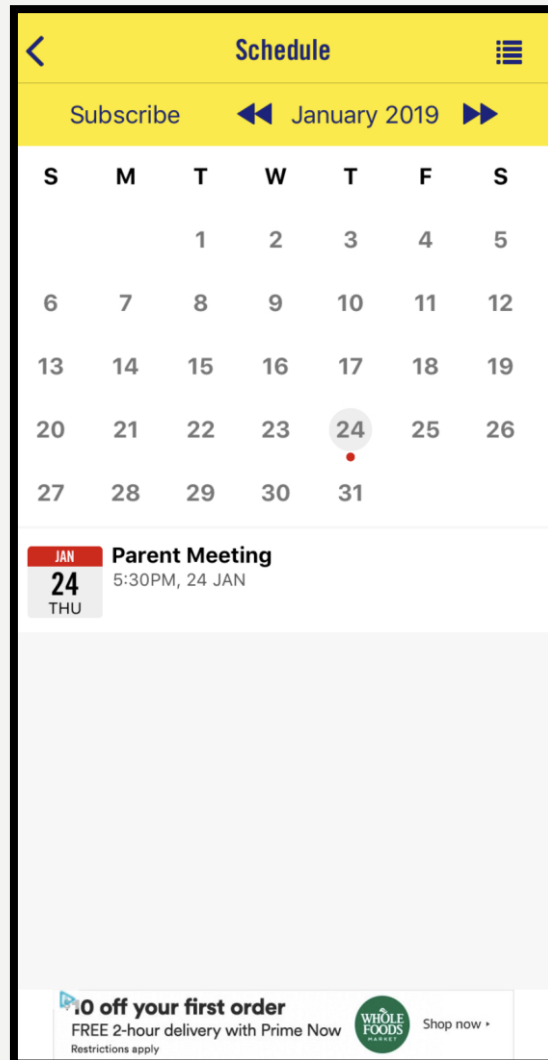 Schedule
Subscribe January 2019
S M T W T F S
1 2 3 4 5
6 7 8 9 10 11 12
13 14 15 16 17 18 19
20 21 22 23 24 25 26
27 28 29 30 31
JAN
24
THU
Parent Meeting
5:30PM, 24 JAN
10 off your first order
FREE 2-hour delivery with Prime Now
Restrictions apply
WHOLE
FOODS
MARKET
Shop now